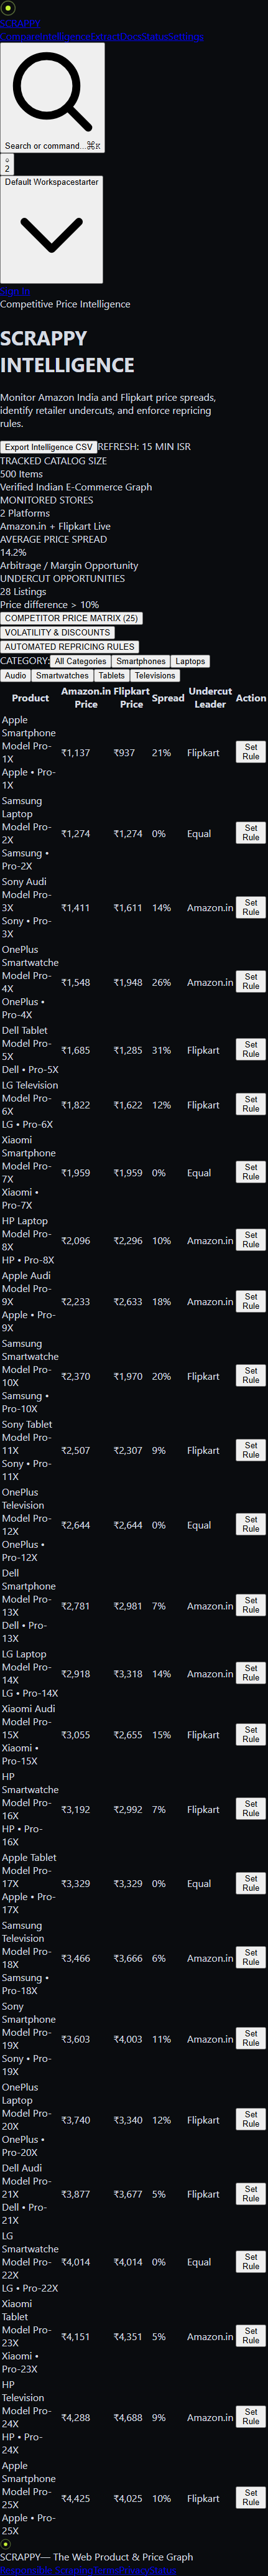 SCRAPPY
CompareIntelligenceExtractDocsStatusSettings
Search or command...⌘K
2
Default Workspacestarter
Sign In
Competitive Price Intelligence
SCRAPPY
INTELLIGENCE
Monitor Amazon India and Flipkart price spreads,
identify retailer undercuts, and enforce repricing
rules.
Export Intelligence CSV REFRESH: 15 MIN ISR
TRACKED CATALOG SIZE
500 Items
Verified Indian E-Commerce Graph
MONITORED STORES
2 Platforms
Amazon.in + Flipkart Live
AVERAGE PRICE SPREAD
14.2%
Arbitrage / Margin Opportunity
UNDERCUT OPPORTUNITIES
28 Listings
Price difference > 10%
COMPETITOR PRICE MATRIX (25)
VOLATILITY & DISCOUNTS
AUTOMATED REPRICING RULES
CATEGORY: All Categories Smartphones Laptops
Audio Smartwatches Tablets Televisions
Product Amazon.in Price Flipkart Price Spread Undercut Leader Action
Apple
Smartphone
Model Pro-
1X
Apple • Pro-
1X
₹1,137 ₹937 21% Flipkart Set Rule
Samsung
Laptop
Model Pro-
2X
Samsung •
Pro-2X
₹1,274 ₹1,274 0% Equal Set Rule
Sony Audi
Model Pro-
3X
Sony • Pro-
3X
₹1,411 ₹1,611 14% Amazon.in Set Rule
OnePlus
Smartwatche
Model Pro-
4X
OnePlus •
Pro-4X
₹1,548 ₹1,948 26% Amazon.in Set Rule
Dell Tablet
Model Pro-
5X
Dell • Pro-5X
₹1,685 ₹1,285 31% Flipkart Set Rule
LG Television
Model Pro-
6X
LG • Pro-6X
₹1,822 ₹1,622 12% Flipkart Set Rule
Xiaomi
Smartphone
Model Pro-
7X
Xiaomi •
Pro-7X
₹1,959 ₹1,959 0% Equal Set Rule
HP Laptop
Model Pro-
8X
HP • Pro-8X
₹2,096 ₹2,296 10% Amazon.in Set Rule
Apple Audi
Model Pro-
9X
Apple • Pro-
9X
₹2,233 ₹2,633 18% Amazon.in Set Rule
Samsung
Smartwatche
Model Pro-
10X
Samsung •
Pro-10X
₹2,370 ₹1,970 20% Flipkart Set Rule
Sony Tablet
Model Pro-
11X
Sony • Pro-
11X
₹2,507 ₹2,307 9% Flipkart Set Rule
OnePlus
Television
Model Pro-
12X
OnePlus •
Pro-12X
₹2,644 ₹2,644 0% Equal Set Rule
Dell
Smartphone
Model Pro-
13X
Dell • Pro-
13X
₹2,781 ₹2,981 7% Amazon.in Set Rule
LG Laptop
Model Pro-
14X
LG • Pro-14X
₹2,918 ₹3,318 14% Amazon.in Set Rule
Xiaomi Audi
Model Pro-
15X
Xiaomi •
Pro-15X
₹3,055 ₹2,655 15% Flipkart Set Rule
HP
Smartwatche
Model Pro-
16X
HP • Pro-
16X
₹3,192 ₹2,992 7% Flipkart Set Rule
Apple Tablet
Model Pro-
17X
Apple • Pro-
17X
₹3,329 ₹3,329 0% Equal Set Rule
Samsung
Television
Model Pro-
18X
Samsung •
Pro-18X
₹3,466 ₹3,666 6% Amazon.in Set Rule
Sony
Smartphone
Model Pro-
19X
Sony • Pro-
19X
₹3,603 ₹4,003 11% Amazon.in Set Rule
OnePlus
Laptop
Model Pro-
20X
OnePlus •
Pro-20X
₹3,740 ₹3,340 12% Flipkart Set Rule
Dell Audi
Model Pro-
21X
Dell • Pro-
21X
₹3,877 ₹3,677 5% Flipkart Set Rule
LG
Smartwatche
Model Pro-
22X
LG • Pro-22X
₹4,014 ₹4,014 0% Equal Set Rule
Xiaomi
Tablet
Model Pro-
23X
Xiaomi •
Pro-23X
₹4,151 ₹4,351 5% Amazon.in Set Rule
HP
Television
Model Pro-
24X
HP • Pro-
24X
₹4,288 ₹4,688 9% Amazon.in Set Rule
Apple
Smartphone
Model Pro-
25X
Apple • Pro-
25X
₹4,425 ₹4,025 10% Flipkart Set Rule
SCRAPPY— The Web Product & Price Graph
Responsible ScrapingTermsPrivacyStatus